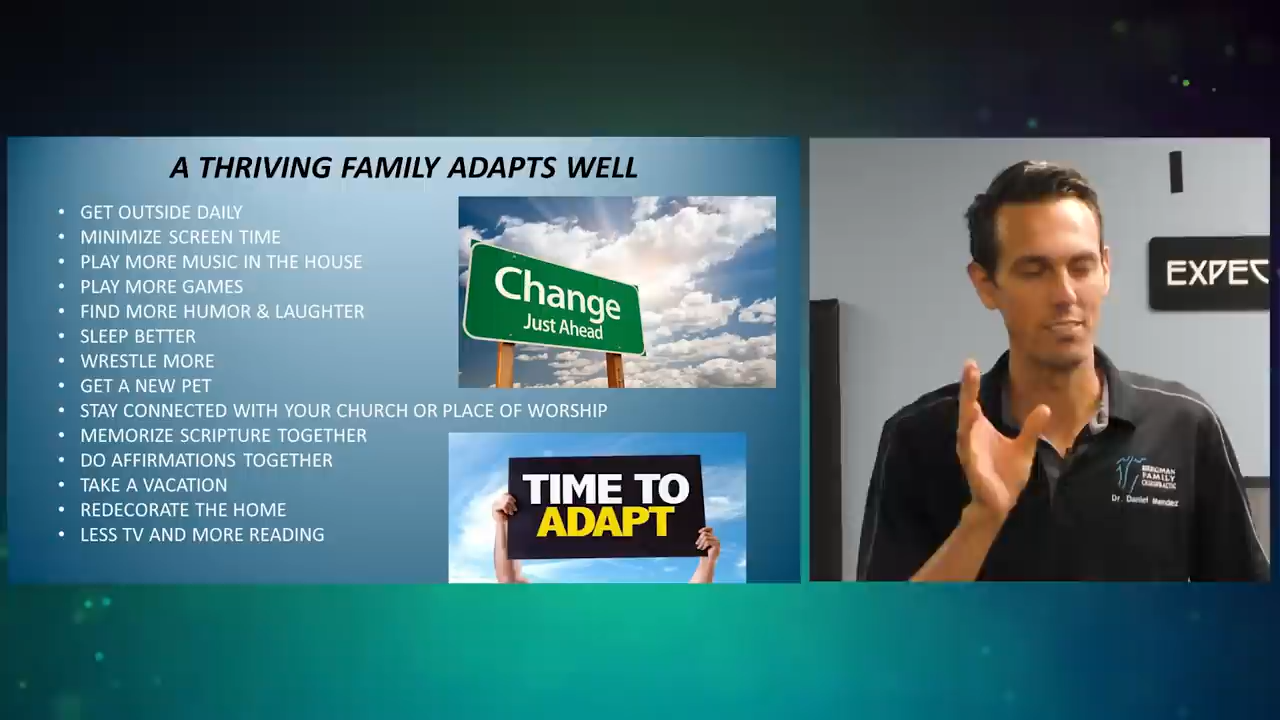 A THRIVING FAMILY ADAPTS WELL
• GET OUTSIDE DAILY
• MINIMIZE SCREEN TIME
• PLAY MORE MUSIC IN THE HOUSE
• PLAY MORE GAMES
• FIND MORE HUMOR & LAUGHTER
• SLEEP BETTER
• WRESTLE MORE
• GET A NEW PET
• STAY CONNECTED WITH YOUR CHURCH OR PLACE OF WORSHIP
• MEMORIZE SCRIPTURE TOGETHER
• DO AFFIRMATIONS TOGETHER
• TAKE A VACATION
• REDECORATE THE HOME
• LESS TV AND MORE READING
Change
Just Ahead
TIME TO
ADAPT
EXPEC
BERGMAN
FAMILY
CHIROPRACTIC
Dr. Daniel Mendez